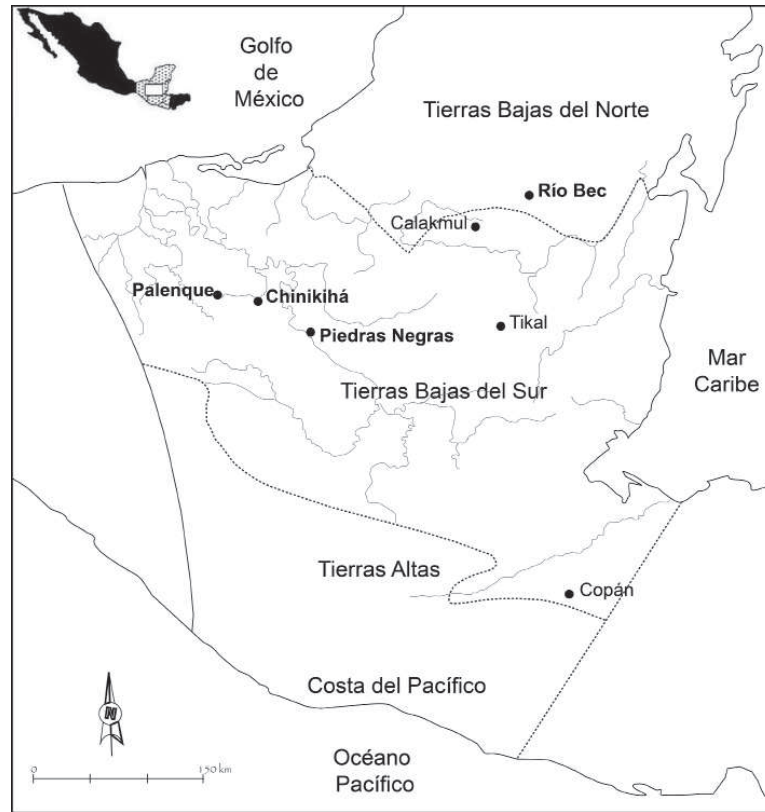 Golfo
de
México
Tierras Bajas del Norte
Río Bec
Calakmul
Palenque
Chinikihá
Piedras Negras
Tikal
Mar
Caribe
Tierras Bajas del Sur
Tierras Altas
Copán
Costa del Pacífico
N
0 150 km
Océano
Pacífico